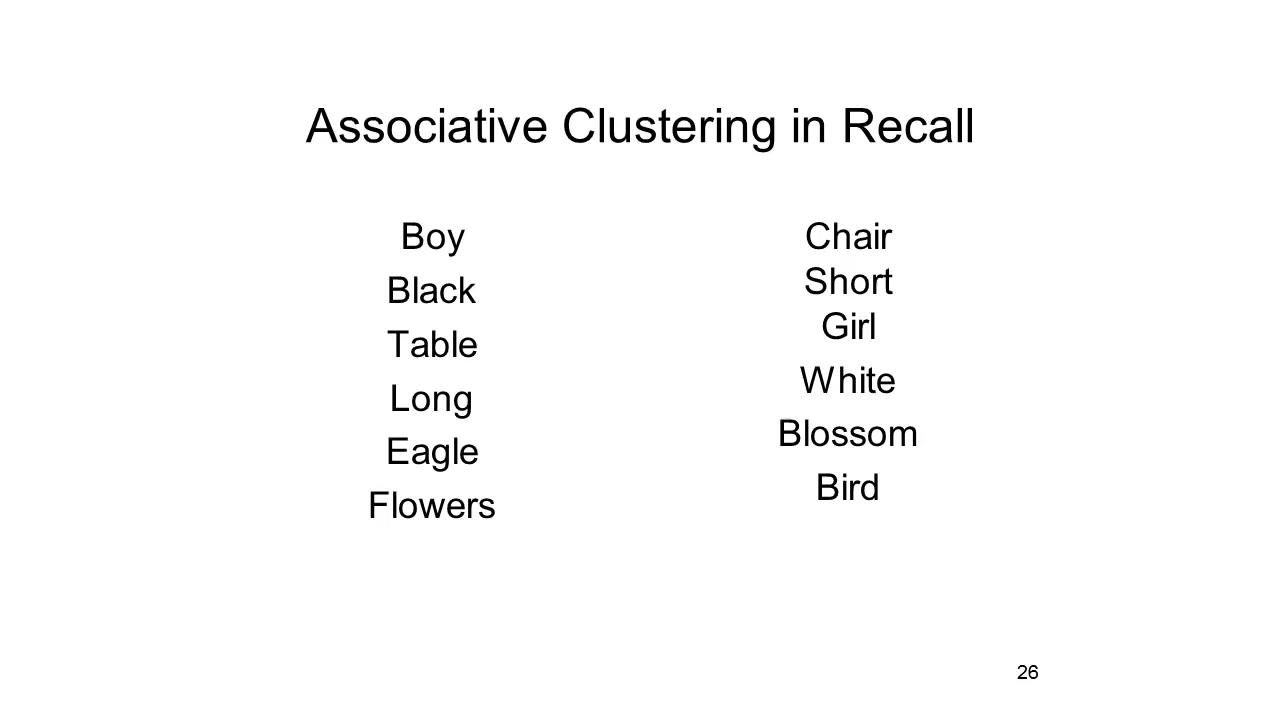 Associative Clustering in Recall
Boy
Black
Table
Long
Eagle
Flowers
Chair
Short
Girl
White
Blossom
Bird
26